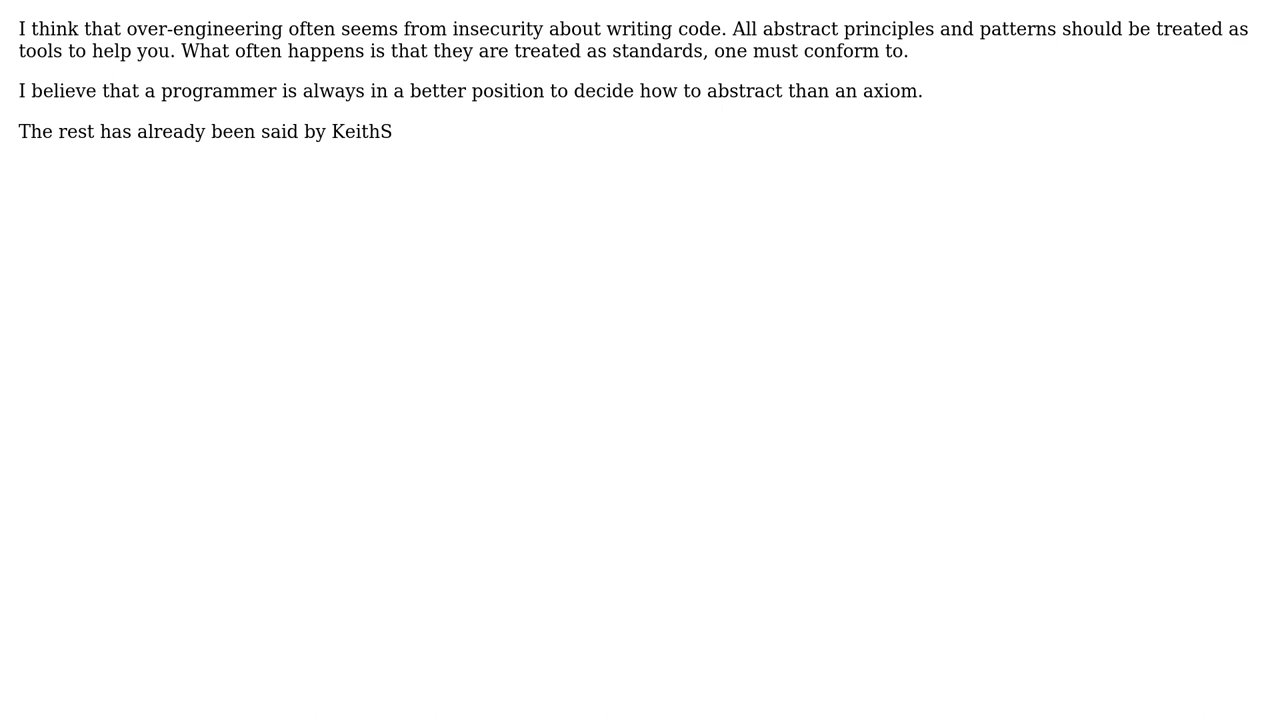 I think that over-engineering often seems from insecurity about writing code. All abstract principles and patterns should be treated as
tools to help you. What often happens is that they are treated as standards, one must conform to.
I believe that a programmer is always in a better position to decide how to abstract than an axiom.
The rest has already been said by KeithS